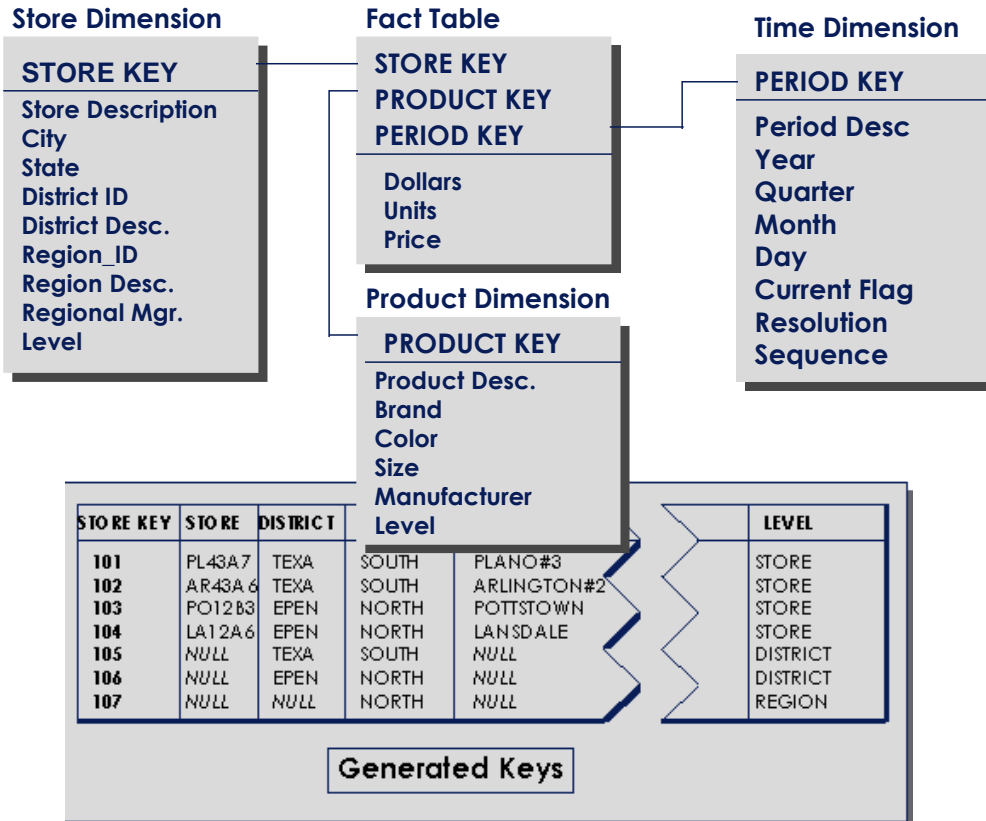 Store Dimension
STORE KEY
Store Description
City
State
District ID
District Desc.
Region_ID
Region Desc.
Regional Mgr.
Level
Fact Table
STORE KEY
PRODUCT KEY
PERIOD KEY
Dollars
Units
Price
Time Dimension
PERIOD KEY
Period Desc
Year
Quarter
Month
Day
Current Flag
Resolution
Sequence
Product Dimension
PRODUCT KEY
Product Desc.
Brand
Color
Size
Manufacturer
Level
STORE KEY STORE DISTRICT LEVEL
101 PL43A7 TEXA SOUTH PLANO#3 STORE
102 AR43A6 TEXA SOUTH ARLINGTON#2 STORE
103 PO12B3 EPEN NORTH POTTSTOWN STORE
104 LA12A6 EPEN NORTH LANSDALE STORE
105 NULL TEXA SOUTH NULL DISTRICT
106 NULL EPEN NORTH NULL DISTRICT
107 NULL NULL NORTH NULL REGION
Generated Keys